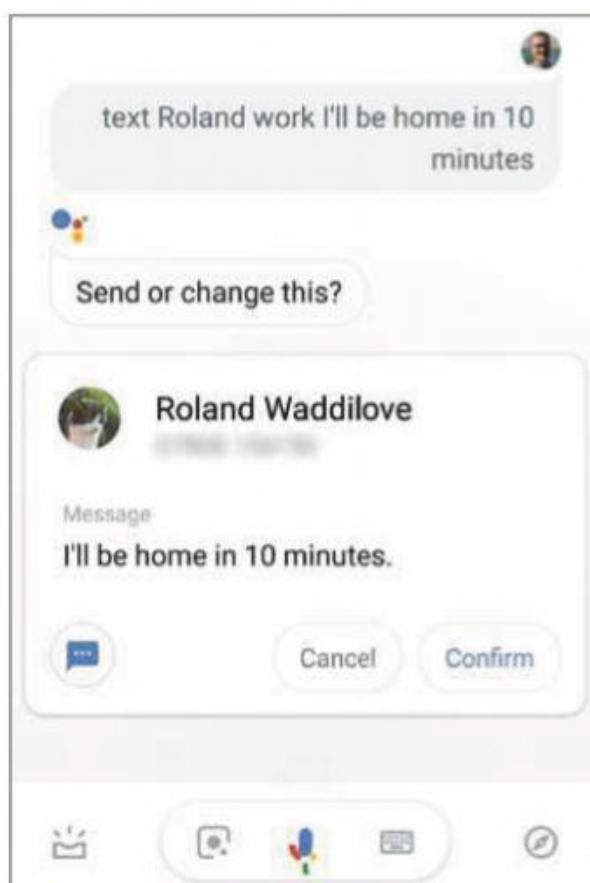 text Roland work I'll be home in 10
minutes
Send or change this?
Roland Waddilove
Message
I'll be home in 10 minutes.
Cancel
Confirm